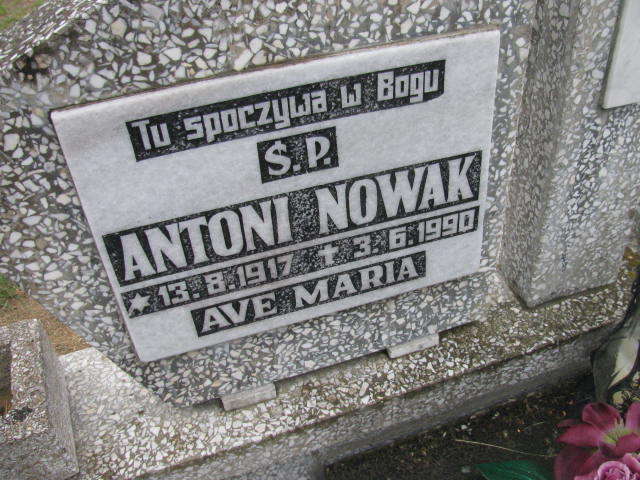 Tu spoczywa w Bogu
Ś.P.
ANTONI NOWAK
★ 13.8.1917 ✝ 3.6.1990
AVE MARIA